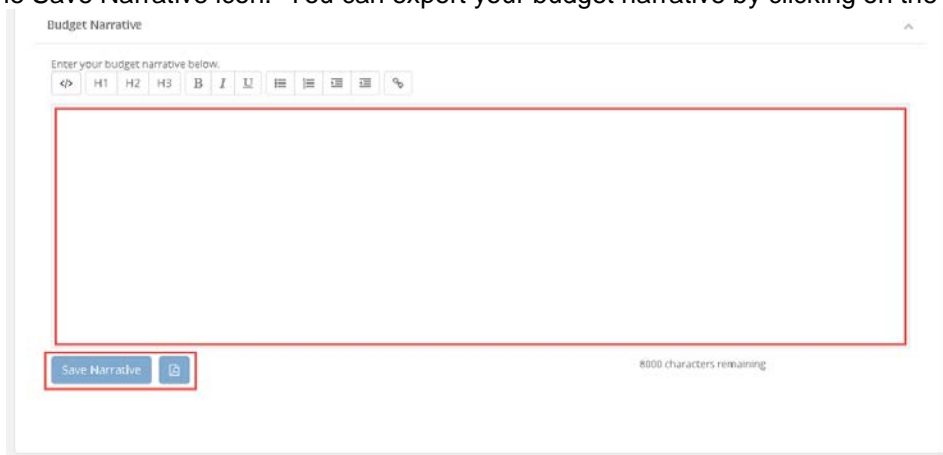 is Save Narrative icon. You can export your budget narrative by clicking on the
Budget Narrative
Enter your budget narrative below.
</> H1 H2 H3 B I U
Save Narrative
8000 characters remaining